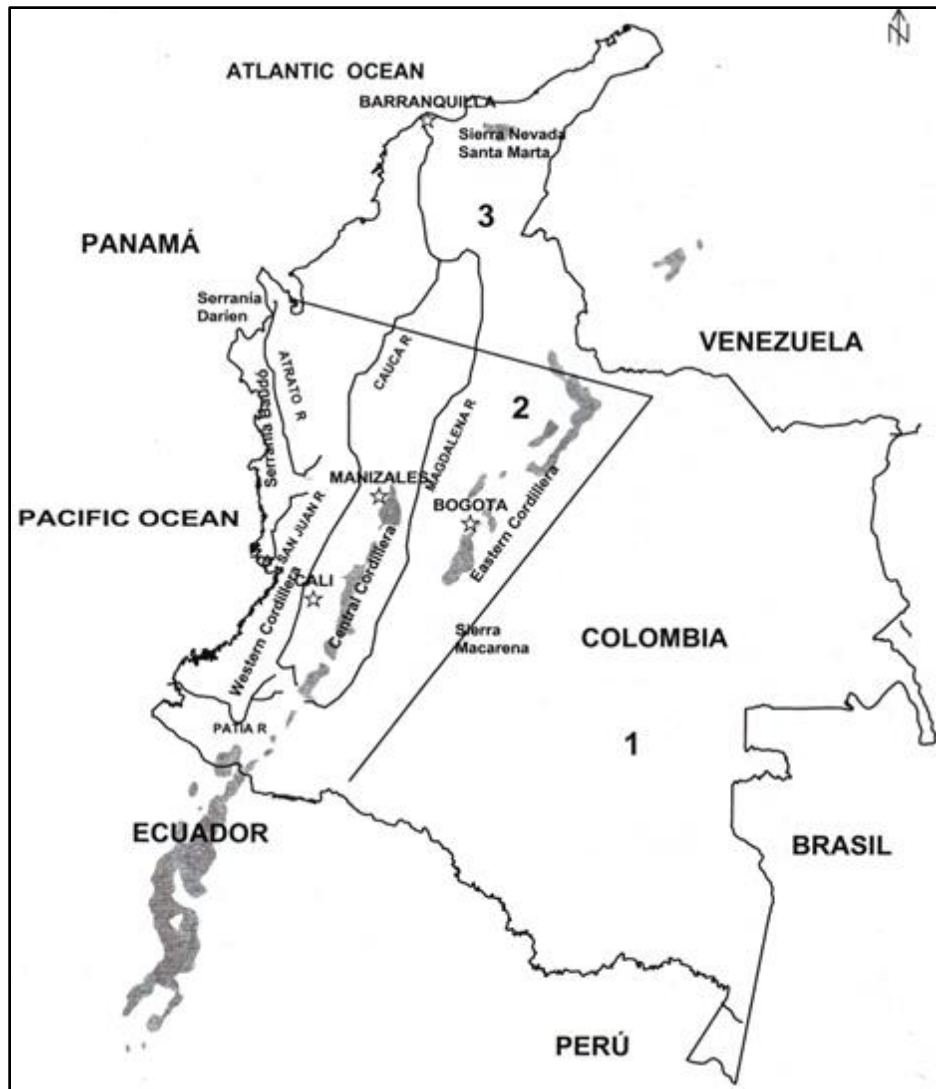 N
ATLANTIC OCEAN
BARRANQUILLA
Sierra Nevada
Santa Marta
3
PANAMÁ
Serrania
Darien
VENEZUELA
ATRATO R
CAUCA R
Serrania Baudó
2
MAGDALENA R
MANIZALES
BOGOTA
PACIFIC OCEAN
SAN JUAN R
Eastern Cordillera
CALI
Central Cordillera
Western Cordillera
Sierra
Macarena
COLOMBIA
PATIA R
1
ECUADOR
BRASIL
PERÚ